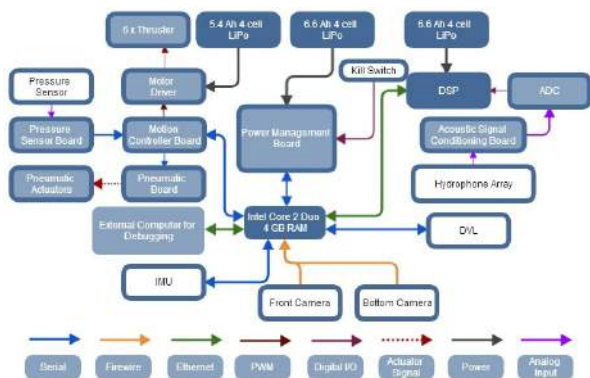 6 x Thruster
5.4 Ah 4 cell
LiPo
6.6 Ah 4 cell
LiPo
6.6 Ah 4 cell
LiPo
Pressure
Sensor
Motor
Driver
Kill Switch
DSP
ADC
Pressure
Sensor Board
Motion
Controller Board
Power Management
Board
Acoustic Signal
Conditioning Board
Pneumatic
Actuators
Pneumatic
Board
Hydrophone Array
External Computer for
Debugging
Intel Core 2 Duo
4 GB RAM
DVL
IMU
Front Camera
Bottom Camera
Serial
Firewire
Ethernet
PWM
Digital I/O
Actuator
Signal
Power
Analog
Input